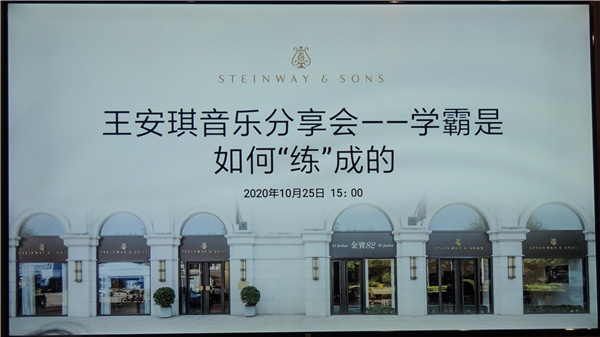 STEINWAY & SONS
王安琪音乐分享会——学霸是
如何“练”成的
2020年10月25日 15：00
STEINWAY & SONS
金寶82
STEINWAY & SONS
STEINWAY & SONS